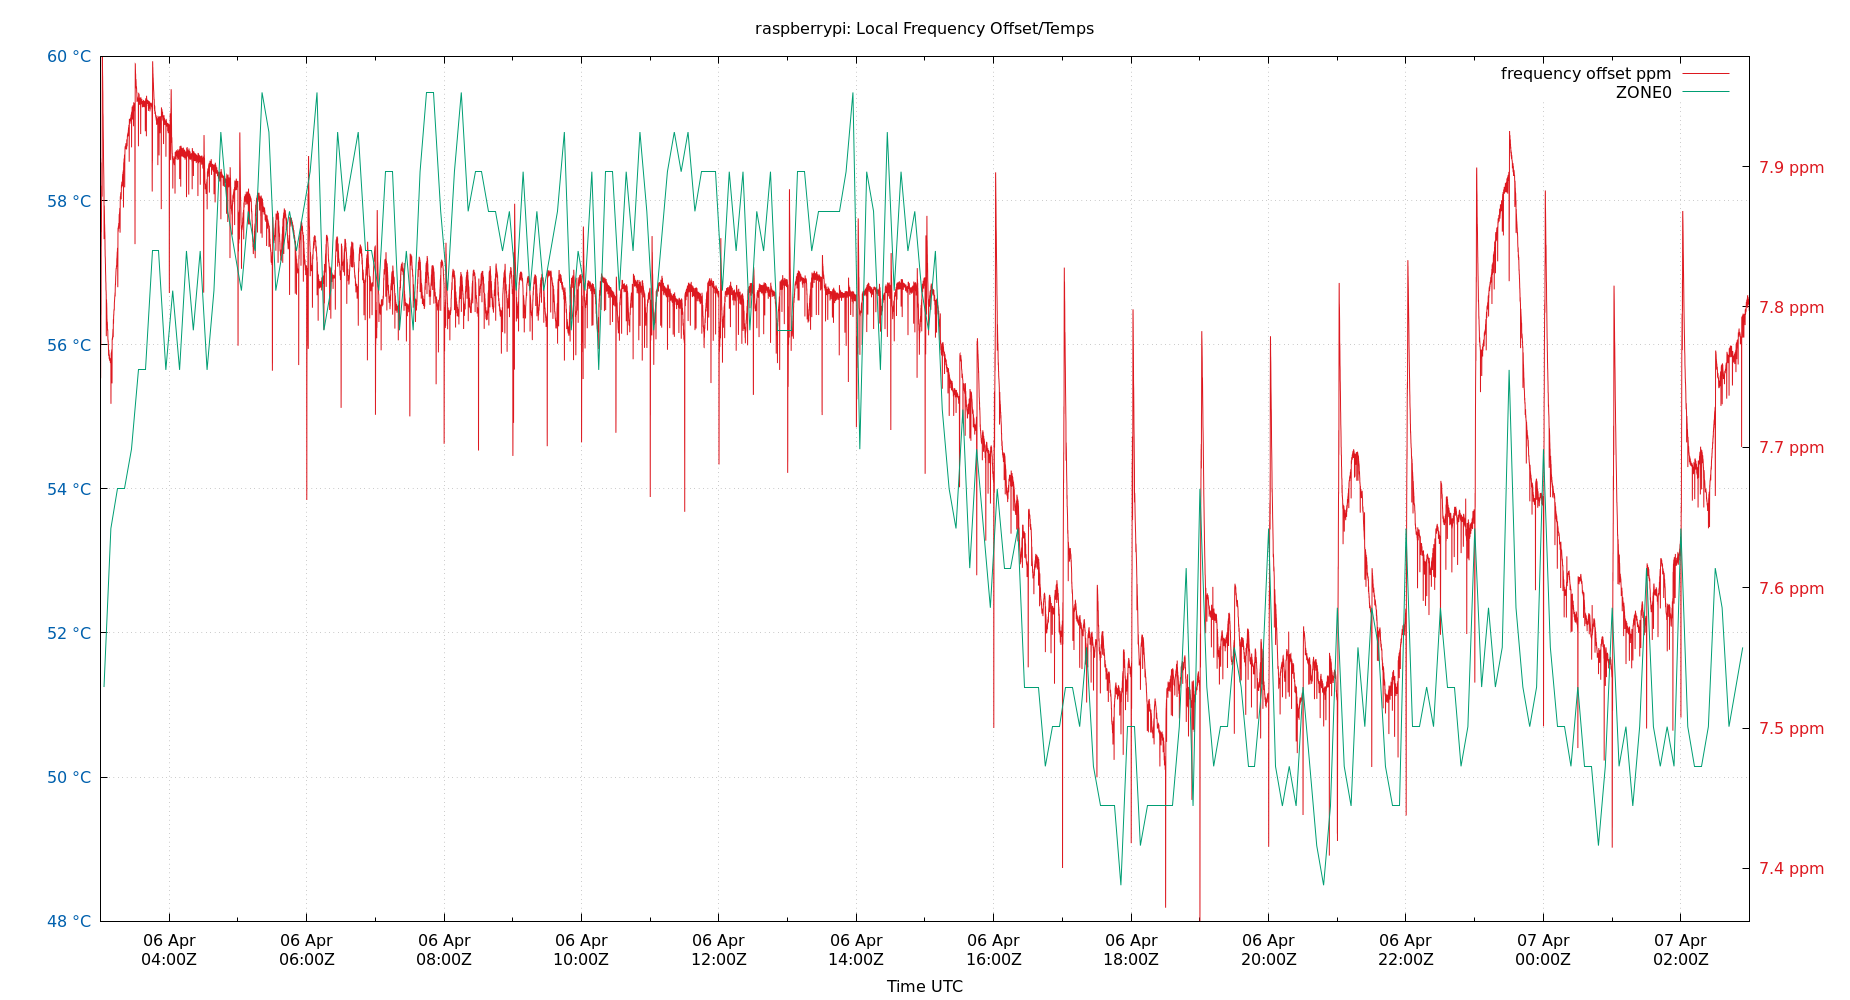 raspberrypi: Local Frequency Offset/Temps
60 °C
58 °C
56 °C
54 °C
52 °C
50 °C
48 °C
frequency offset ppm
ZONE0
7.9 ppm
7.8 ppm
7.7 ppm
7.6 ppm
7.5 ppm
7.4 ppm
06 Apr
04:00Z
06 Apr
06:00Z
06 Apr
08:00Z
06 Apr
10:00Z
06 Apr
12:00Z
06 Apr
14:00Z
06 Apr
16:00Z
06 Apr
18:00Z
06 Apr
20:00Z
06 Apr
22:00Z
07 Apr
00:00Z
07 Apr
02:00Z
Time UTC